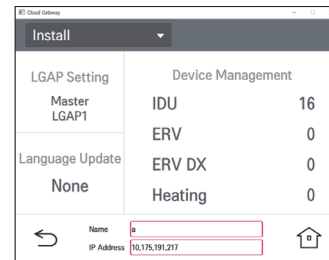 Cloud Gateway
Install
LGAP Setting
Master
LGAP1
Language Update
None
Device Management
IDU 16
ERV 0
ERV DX 0
Heating 0
Name a
IP Address 10,175,191,217